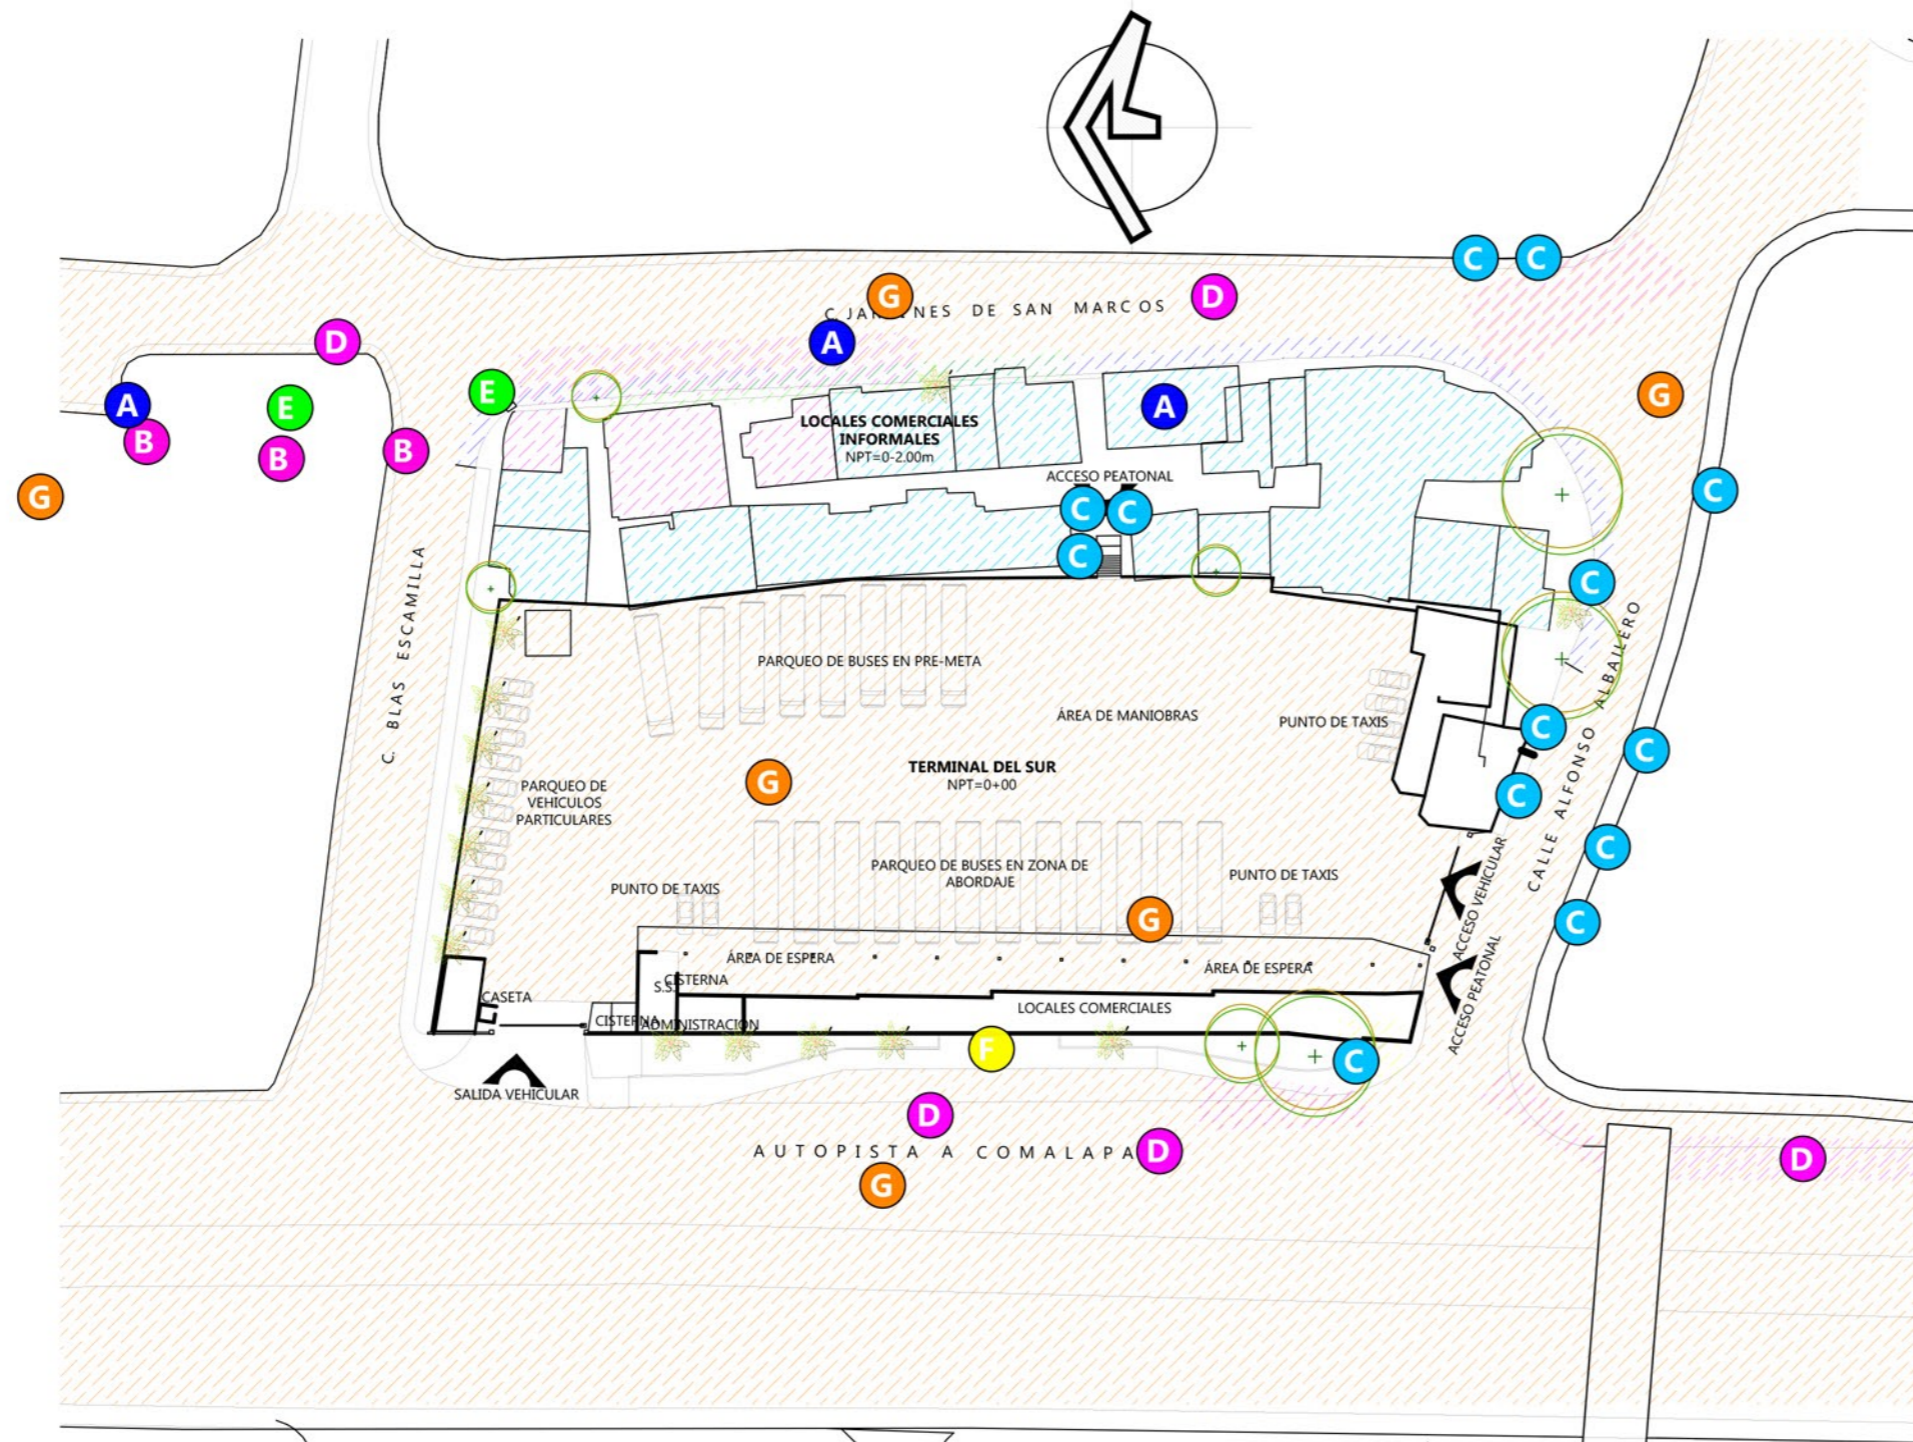 C C
G D
C. JARDINES DE SAN MARCOS
D A
E
A E
B B B
G
LOCALES COMERCIALES
INFORMALES
NPT=0-2.00m
A
G
ACCESO PEATONAL
C C
C
C
C
C. BLAS ESCAMILLA
PARQUEO DE BUSES EN PRE-META
ÁREA DE MANIOBRAS
PUNTO DE TAXIS
CALLE ALFONSO ALBAILERO
C
C
C
C
C
TERMINAL DEL SUR
NPT=0+00
G
PARQUEO DE
VEHICULOS
PARTICULARES
PARQUEO DE BUSES EN ZONA DE
ABORDAJE
PUNTO DE TAXIS
PUNTO DE TAXIS
G
ACCESO VEHICULAR
ACCESO PEATONAL
ÁREA DE ESPERA
ÁREA DE ESPERA
CISTERNA
S.S.
CASETA
LOCALES COMERCIALES
CISTERNA
ADMINISTRACION
F
C
SALIDA VEHICULAR
D
AUTOPISTA A COMALAPA
D
D
G